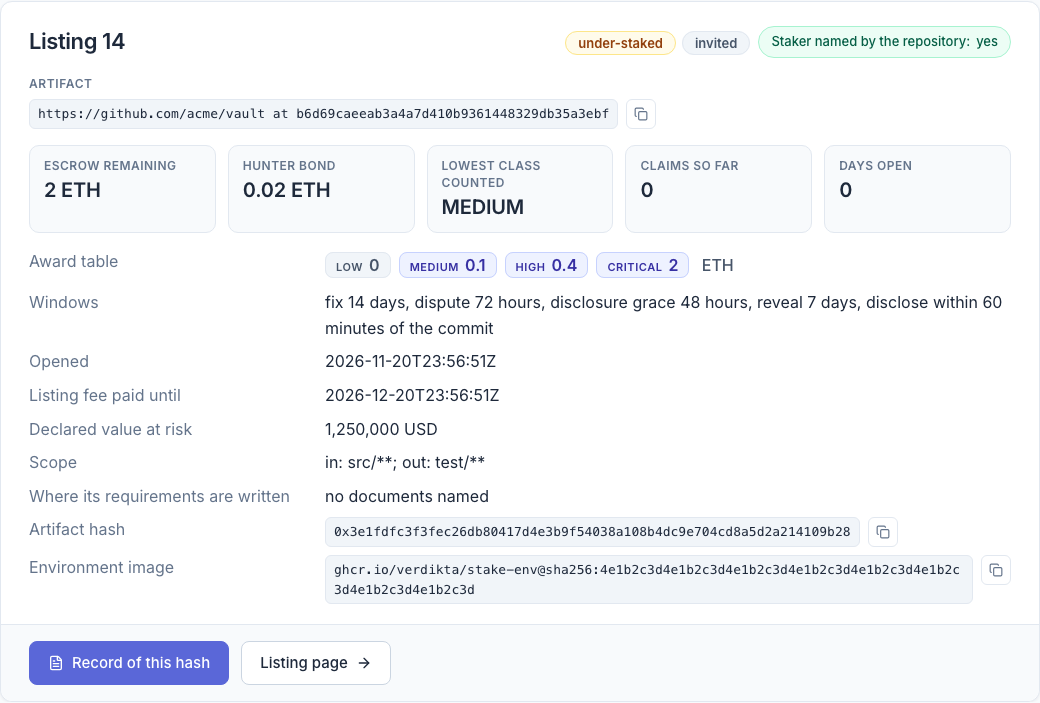 Listing 14
under-staked
invited
Staker named by the repository: yes
ARTIFACT
https://github.com/acme/vault at b6d69caeeab3a4a7d410b9361448329db35a3ebf
ESCROW REMAINING
2 ETH
HUNTER BOND
0.02 ETH
LOWEST CLASS
COUNTED
MEDIUM
CLAIMS SO FAR
0
DAYS OPEN
0
Award table
LOW 0
MEDIUM 0.1
HIGH 0.4
CRITICAL 2
ETH
Windows
fix 14 days, dispute 72 hours, disclosure grace 48 hours, reveal 7 days, disclose within 60
minutes of the commit
Opened
2026-11-20T23:56:51Z
Listing fee paid until
2026-12-20T23:56:51Z
Declared value at risk
1,250,000 USD
Scope
in: src/**; out: test/**
Where its requirements are written
no documents named
Artifact hash
0x3e1fdfc3f3fec26db80417d4e3b9f54038a108b4dc9e704cd8a5d2a214109b28
Environment image
ghcr.io/verdikta/stake-env@sha256:4e1b2c3d4e1b2c3d4e1b2c3d4e1b2c3d4e1b2c3d4e1b2c
3d4e1b2c3d4e1b2c3d
Record of this hash
Listing page →